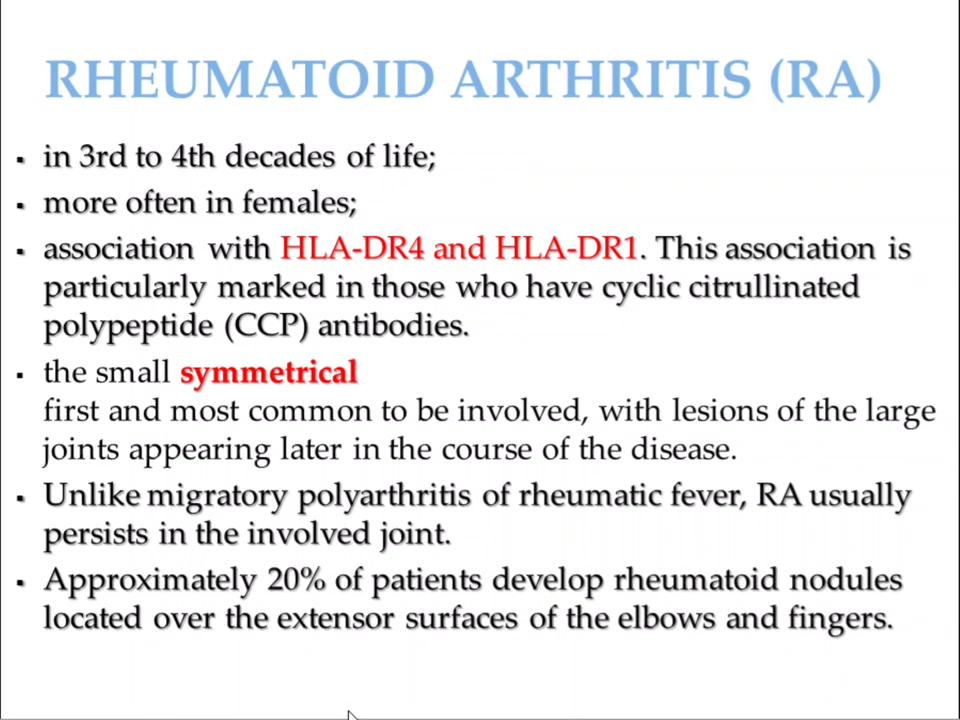 RHEUMATOID ARTHRITIS (RA)
▪ in 3rd to 4th decades of life;
▪ more often in females;
▪ association with HLA-DR4 and HLA-DR1. This association is
particularly marked in those who have cyclic citrullinated
polypeptide (CCP) antibodies.
▪ the small symmetrical
first and most common to be involved, with lesions of the large
joints appearing later in the course of the disease.
▪ Unlike migratory polyarthritis of rheumatic fever, RA usually
persists in the involved joint.
▪ Approximately 20% of patients develop rheumatoid nodules
located over the extensor surfaces of the elbows and fingers.